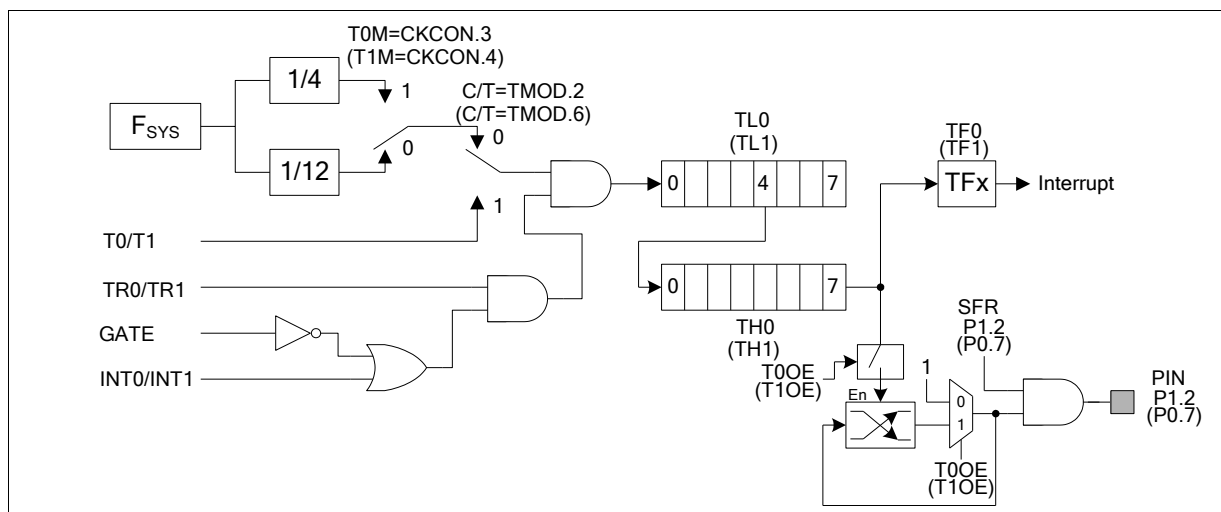 T0M=CKCON.3
(T1M=CKCON.4)
1/4
1
C/T=TMOD.2
(C/T=TMOD.6)
FSYS
0
0
1/12
1
TL0
(TL1)
0 4 7
TF0
(TF1)
TFx
Interrupt
T0/T1
TR0/TR1
0 7
TH0
(TH1)
GATE
INT0/INT1
SFR
P1.2
(P0.7)
T0OE
(T1OE)
1
En
0
1
PIN
P1.2
(P0.7)
T0OE
(T1OE)